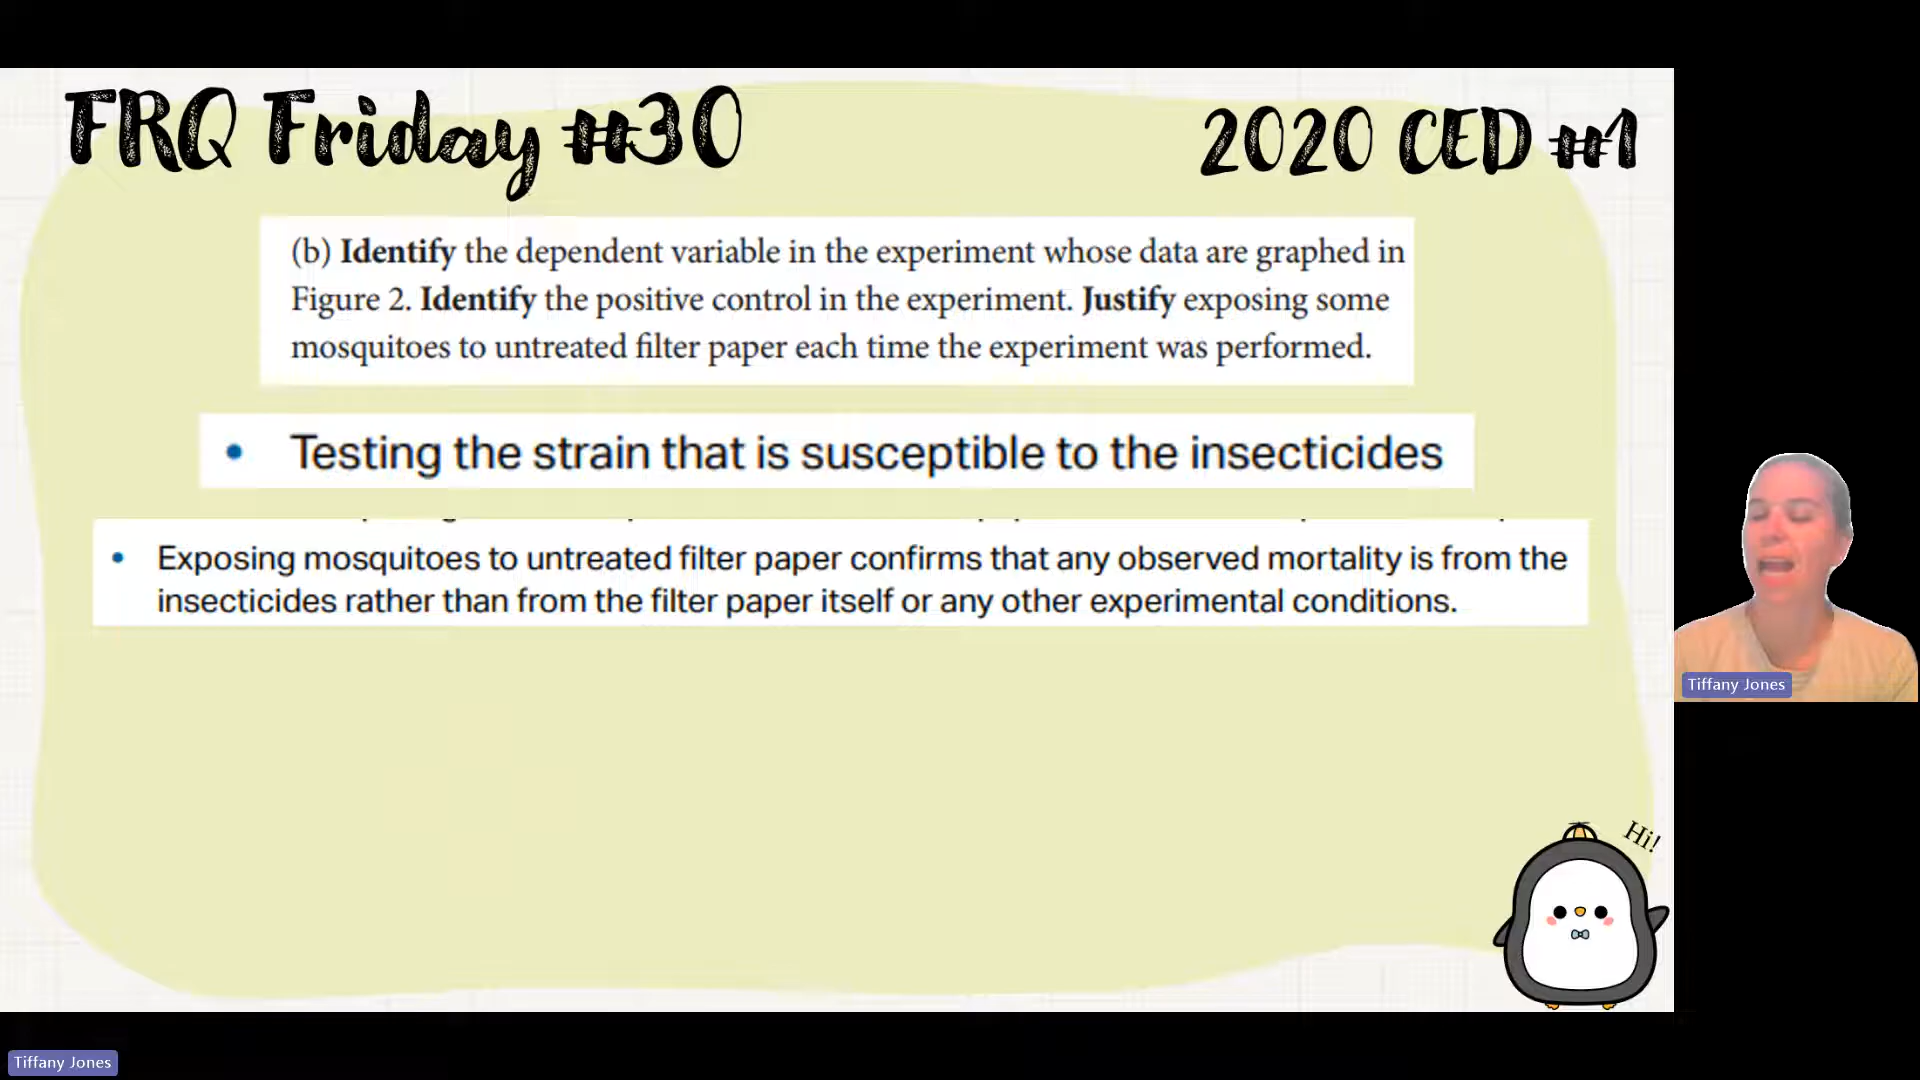 FRQ Friday #30
2020 CED #1
(b) Identify the dependent variable in the experiment whose data are graphed in
Figure 2. Identify the positive control in the experiment. Justify exposing some
mosquitoes to untreated filter paper each time the experiment was performed.
• Testing the strain that is susceptible to the insecticides
• Exposing mosquitoes to untreated filter paper confirms that any observed mortality is from the
insecticides rather than from the filter paper itself or any other experimental conditions.
Tiffany Jones
Hi!
Tiffany Jones